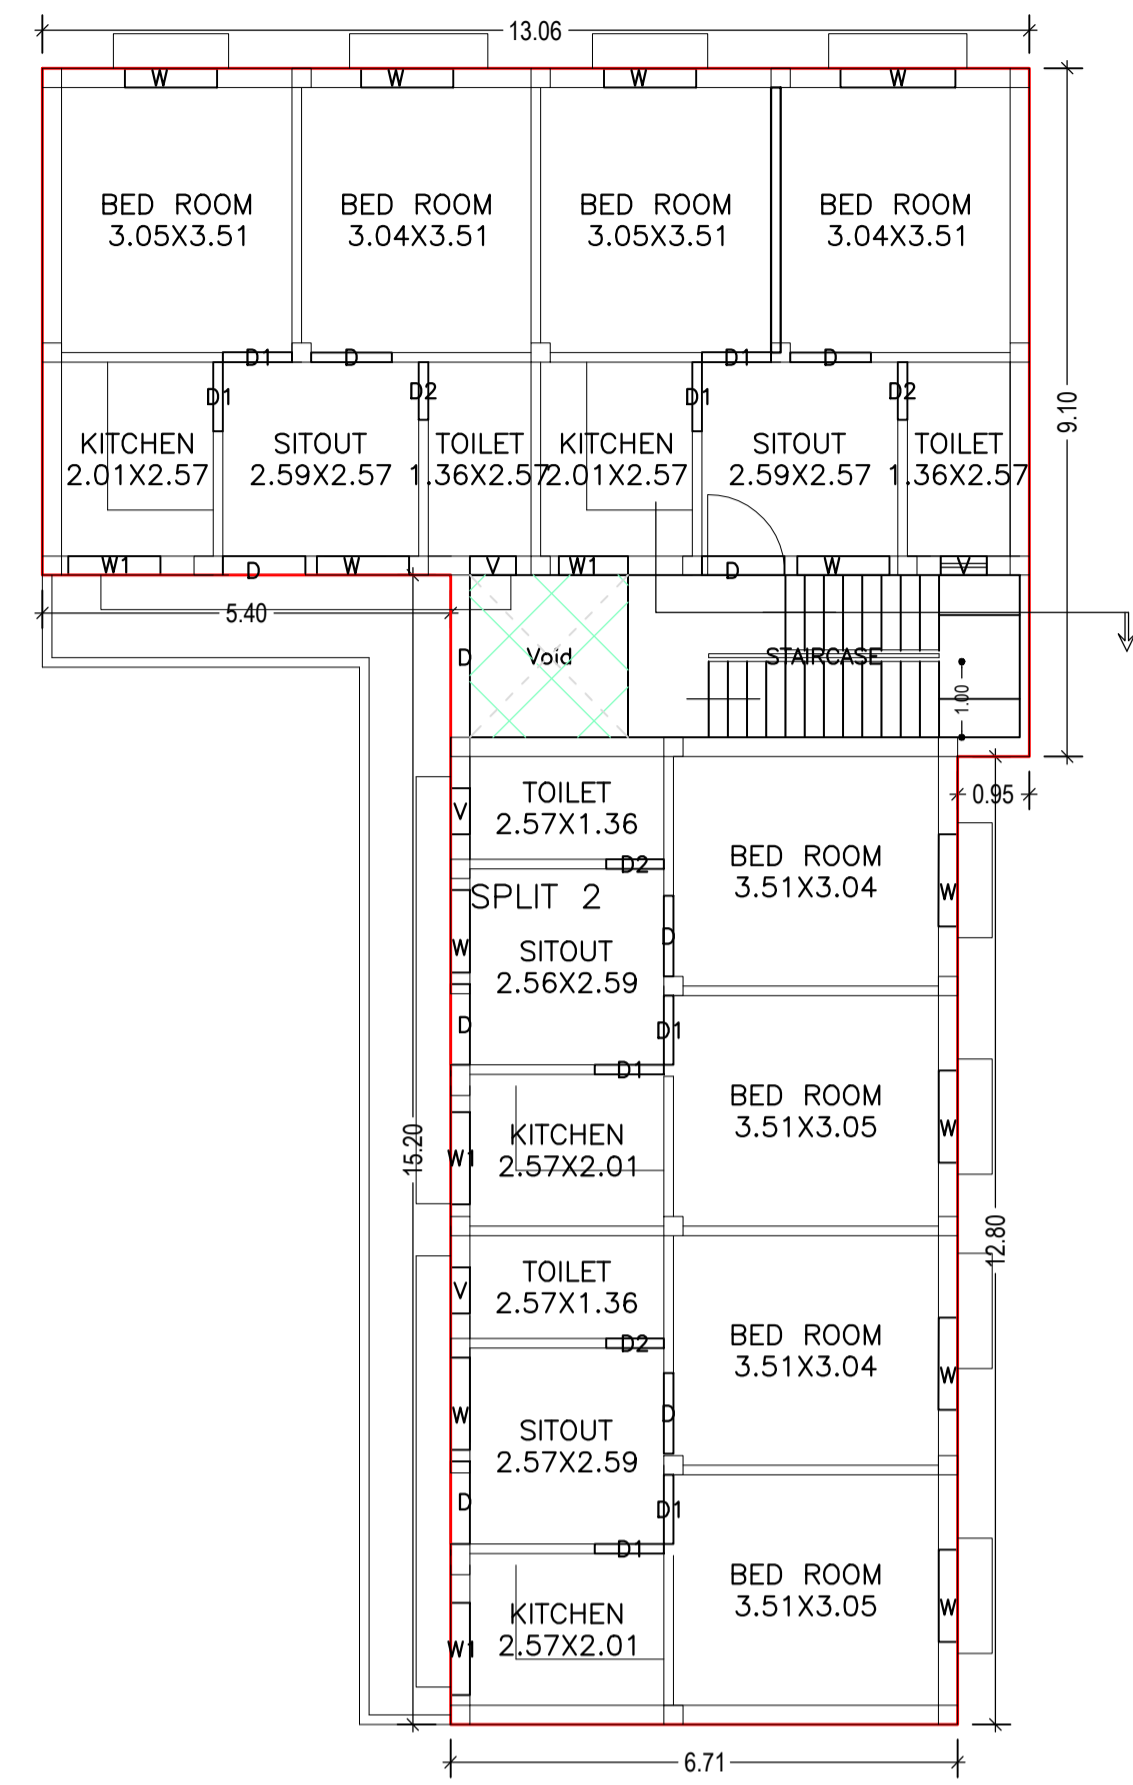 13.06
W W W W
BED ROOM BED ROOM BED ROOM BED ROOM
3.05X3.51 3.04X3.51 3.05X3.51 3.04X3.51
D1 D D1 D
D1 D2 D1 D2
9.10
KITCHEN SITOUT TOILET KITCHEN SITOUT TOILET
2.01X2.57 2.59X2.57 1.36X2.57 2.01X2.57 2.59X2.57 1.36X2.57
W1 D W V W1 D W V
5.40
D Void STAIRCASE
1.00
0.95
TOILET
2.57X1.36
V
BED ROOM
3.51X3.04
D2
W
SPLIT 2
D
W SITOUT
2.56X2.59
D D1
D1
BED ROOM
3.51X3.05
W
KITCHEN
2.57X2.01
15.20
W1
12.80
TOILET
2.57X1.36
V
BED ROOM
3.51X3.04
D2
W
W D
SITOUT
2.57X2.59
D D1
D1
BED ROOM
3.51X3.05
W
KITCHEN
2.57X2.01
W1
6.71